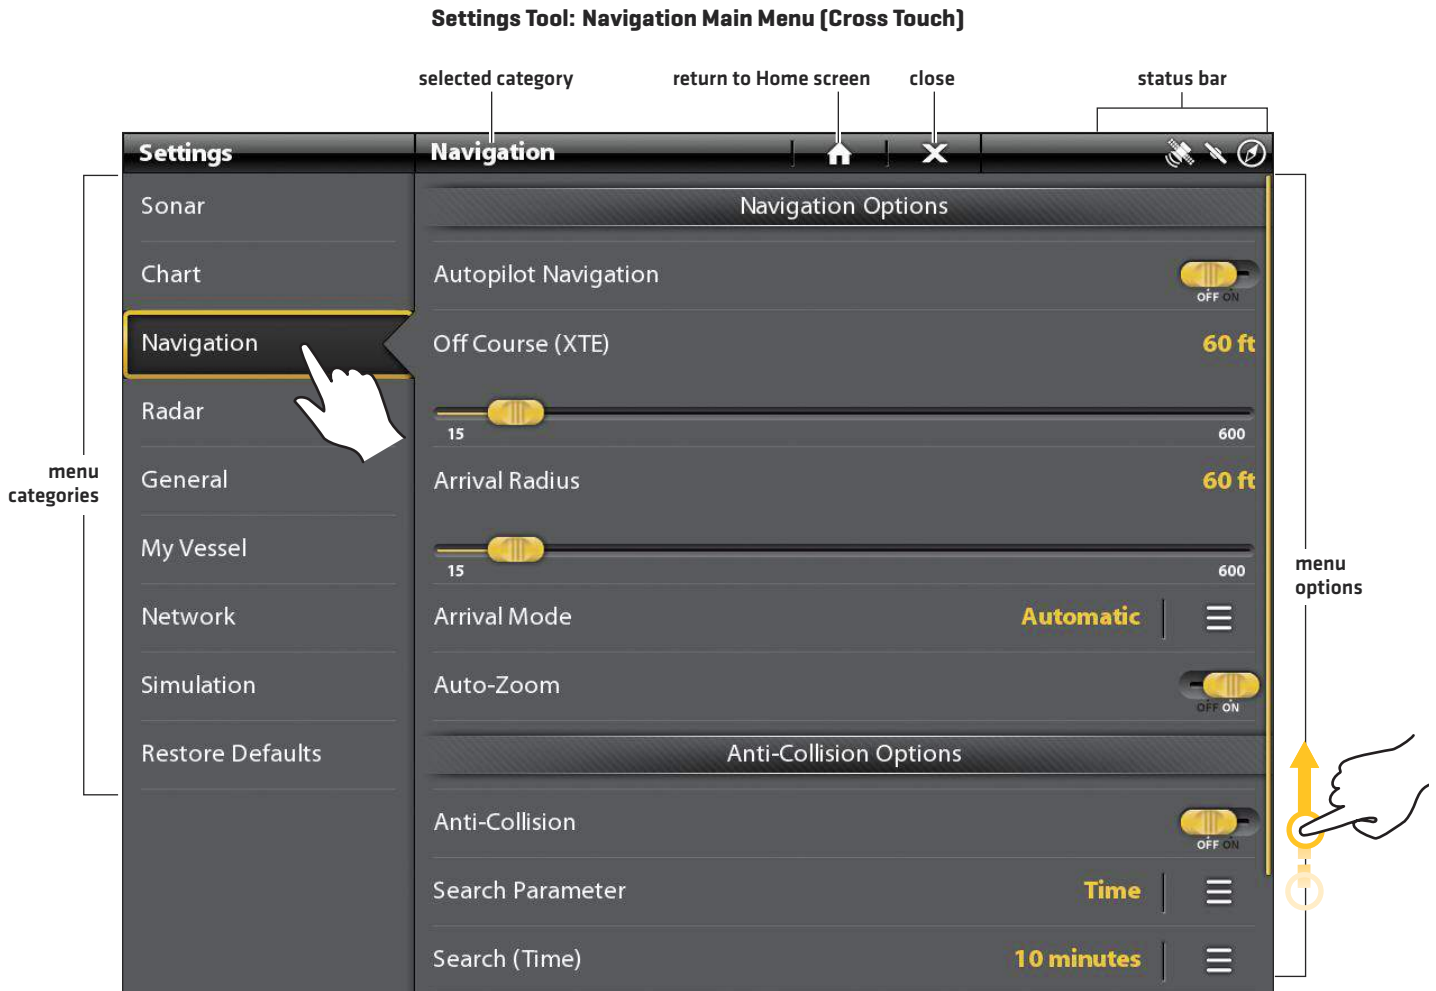 Settings Tool: Navigation Main Menu (Cross Touch)
selected category
return to Home screen
close
status bar
Settings
Navigation
menu
categories
Sonar
Chart
Navigation
Radar
General
My Vessel
Network
Simulation
Restore Defaults
Navigation Options
Autopilot Navigation
OFF ON
Off Course (XTE)
60 ft
15
600
Arrival Radius
60 ft
15
600
Arrival Mode
Automatic
Auto-Zoom
OFF ON
Anti-Collision Options
Anti-Collision
OFF ON
Search Parameter
Time
Search (Time)
10 minutes
menu
options